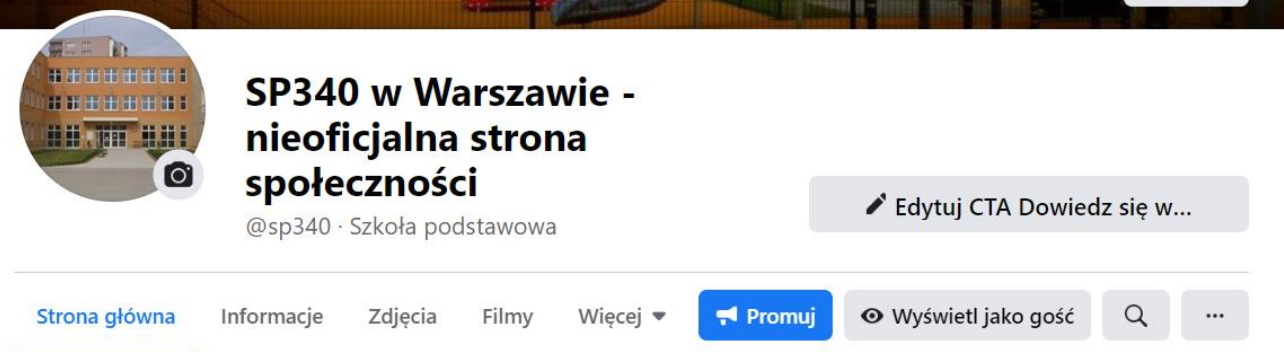 SP340 w Warszawie -
nieoficjalna strona
społeczności
@sp340 · Szkoła podstawowa
Edytuj CTA Dowiedz się w...
Strona główna
Informacje
Zdjęcia
Filmy
Więcej
Promuj
Wyświetl jako gość